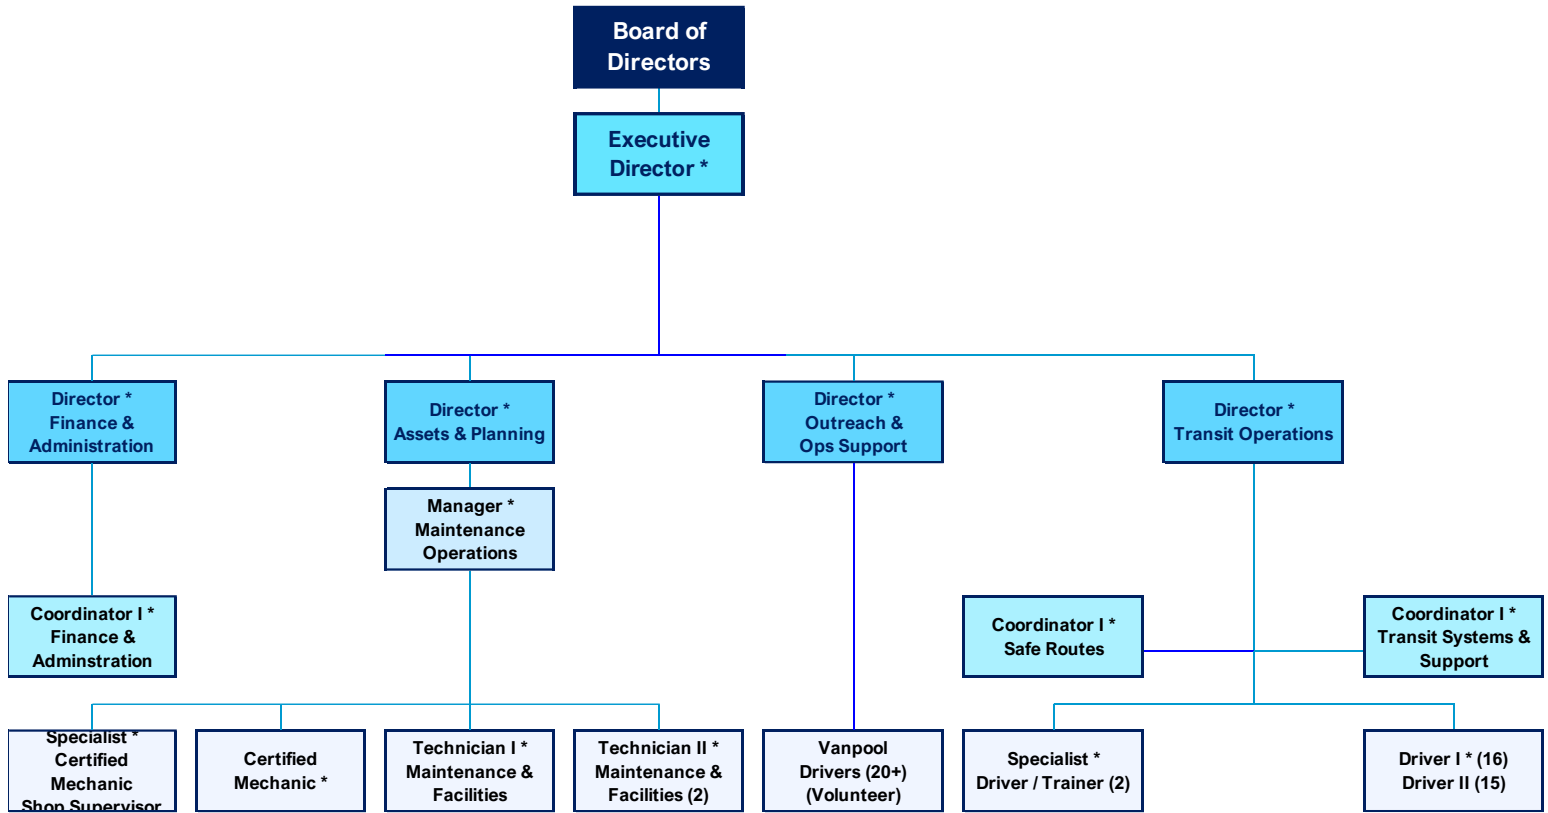 Board of
Directors
Executive
Director *
Director *
Finance &
Administration
Director *
Assets & Planning
Director *
Outreach &
Ops Support
Director *
Transit Operations
Manager *
Maintenance
Operations
Coordinator I *
Finance &
Adminstration
Coordinator I *
Safe Routes
Coordinator I *
Transit Systems &
Support
Specialist *
Certified
Mechanic
Shop Supervisor
Certified
Mechanic *
Technician I *
Maintenance &
Facilities
Technician II *
Maintenance &
Facilities (2)
Vanpool
Drivers (20+)
(Volunteer)
Specialist *
Driver / Trainer (2)
Driver I * (16)
Driver II (15)